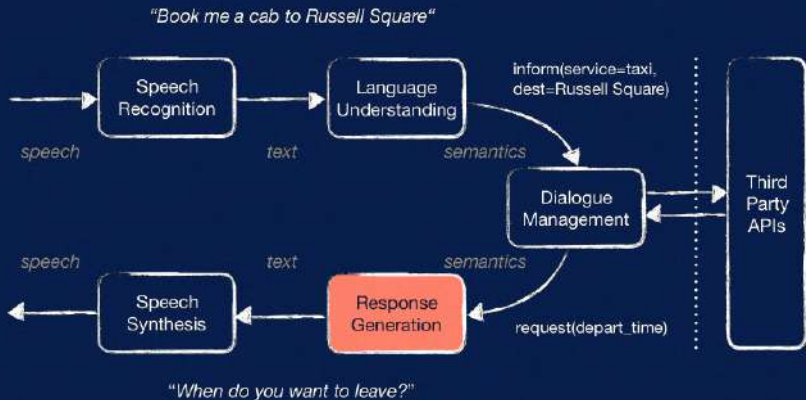 "Book me a cab to Russell Square"
Speech
Recognition
Language
Understanding
inform(service=taxi,
dest=Russell Square)
speech
text
semantics
Dialogue
Management
Third
Party
APIs
speech
text
semantics
Speech
Synthesis
Response
Generation
request(depart_time)
"When do you want to leave?"